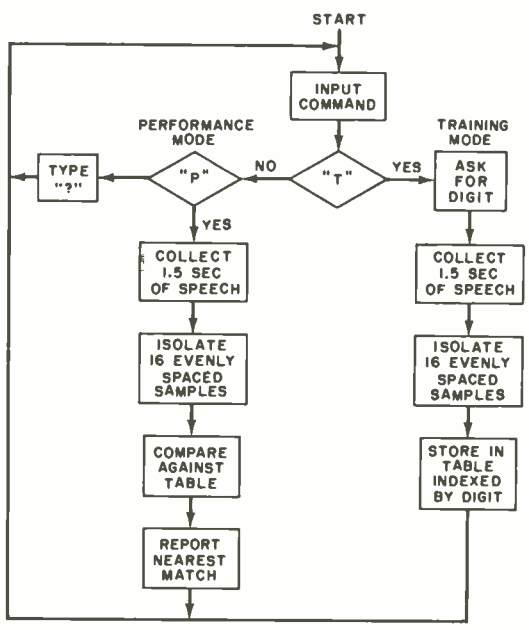 START
INPUT
COMMAND
PERFORMANCE
MODE
TRAINING
MODE
TYPE
"?"
"P"
NO
"T"
YES
ASK
FOR
DIGIT
YES
COLLECT
1.5 SEC
OF SPEECH
ISOLATE
16 EVENLY
SPACED
SAMPLES
COMPARE
AGAINST
TABLE
REPORT
NEAREST
MATCH
COLLECT
1.5 SEC
OF SPEECH
ISOLATE
16 EVENLY
SPACED
SAMPLES
STORE IN
TABLE
INDEXED
BY DIGIT